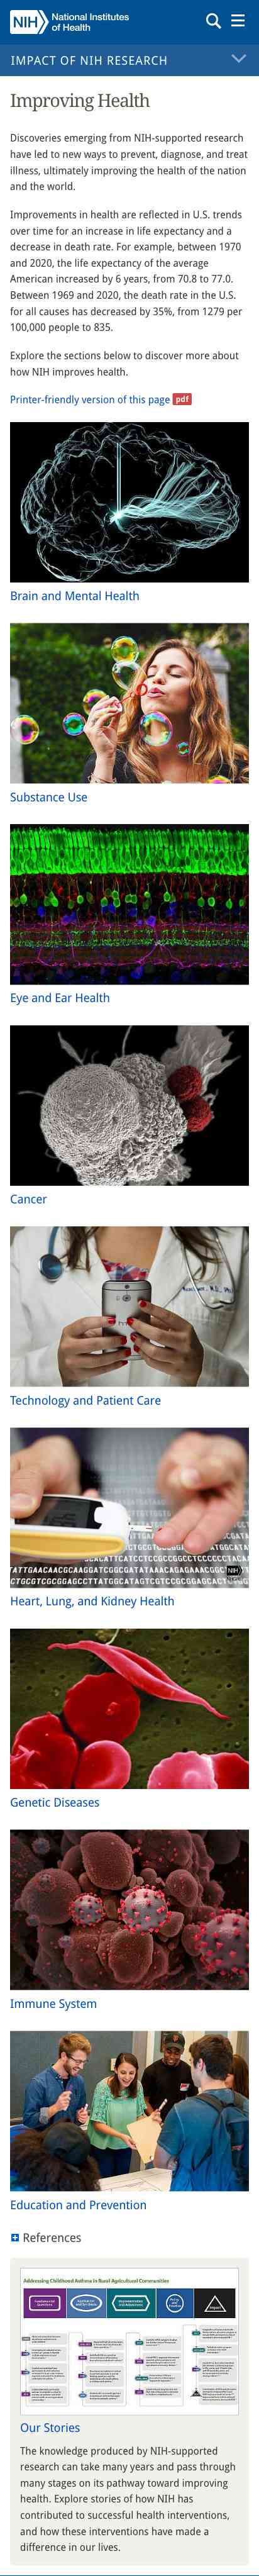 NIH National Institutes
of Health
IMPACT OF NIH RESEARCH
Improving Health
Discoveries emerging from NIH-supported research
have led to new ways to prevent, diagnose, and treat
illness, ultimately improving the health of the nation
and the world.
Improvements in health are reflected in U.S. trends
over time for an increase in life expectancy and a
decrease in death rate. For example, between 1970
and 2020, the life expectancy of the average
American increased by 6 years, from 70.8 to 77.0.
Between 1969 and 2020, the death rate in the U.S.
for all causes has decreased by 35%, from 1279 per
100,000 people to 835.
Explore the sections below to discover more about
how NIH improves health.
Printer-friendly version of this page pdf
Brain and Mental Health
Substance Use
Eye and Ear Health
Cancer
Technology and Patient Care
NIH
Heart, Lung, and Kidney Health
Genetic Diseases
Immune System
Education and Prevention
References
Addressing Childhood Asthma in Rural Agricultural Communities
Our Stories
The knowledge produced by NIH-supported
research can take many years and pass through
many stages on its pathway toward improving
health. Explore stories of how NIH has
contributed to successful health interventions,
and how these interventions have made a
difference in our lives.